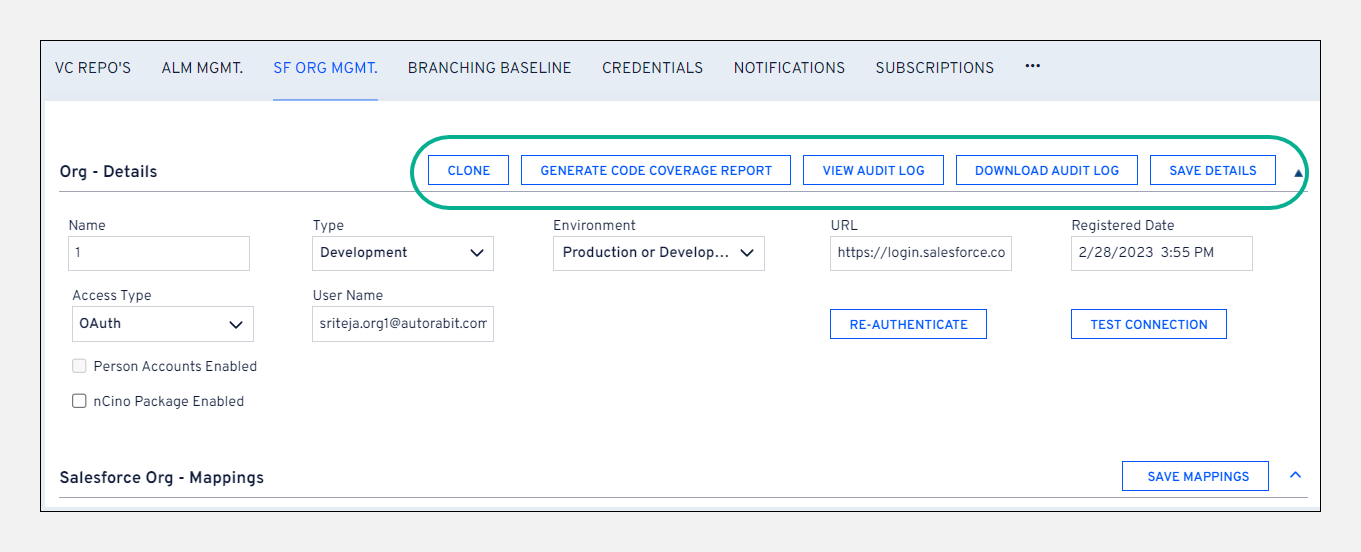 VC REPO'S ALM MGMT. SF ORG MGMT. BRANCHING BASELINE CREDENTIALS NOTIFICATIONS SUBSCRIPTIONS ...
Org - Details CLONE GENERATE CODE COVERAGE REPORT VIEW AUDIT LOG DOWNLOAD AUDIT LOG SAVE DETAILS
Name Type Environment URL Registered Date
1 Development Production or Develop... https://login.salesforce.co 2/28/2023 3:55 PM
Access Type User Name
OAuth sriteja.org1@autorabit.com RE-AUTHENTICATE TEST CONNECTION
Person Accounts Enabled
nCino Package Enabled
Salesforce Org - Mappings SAVE MAPPINGS